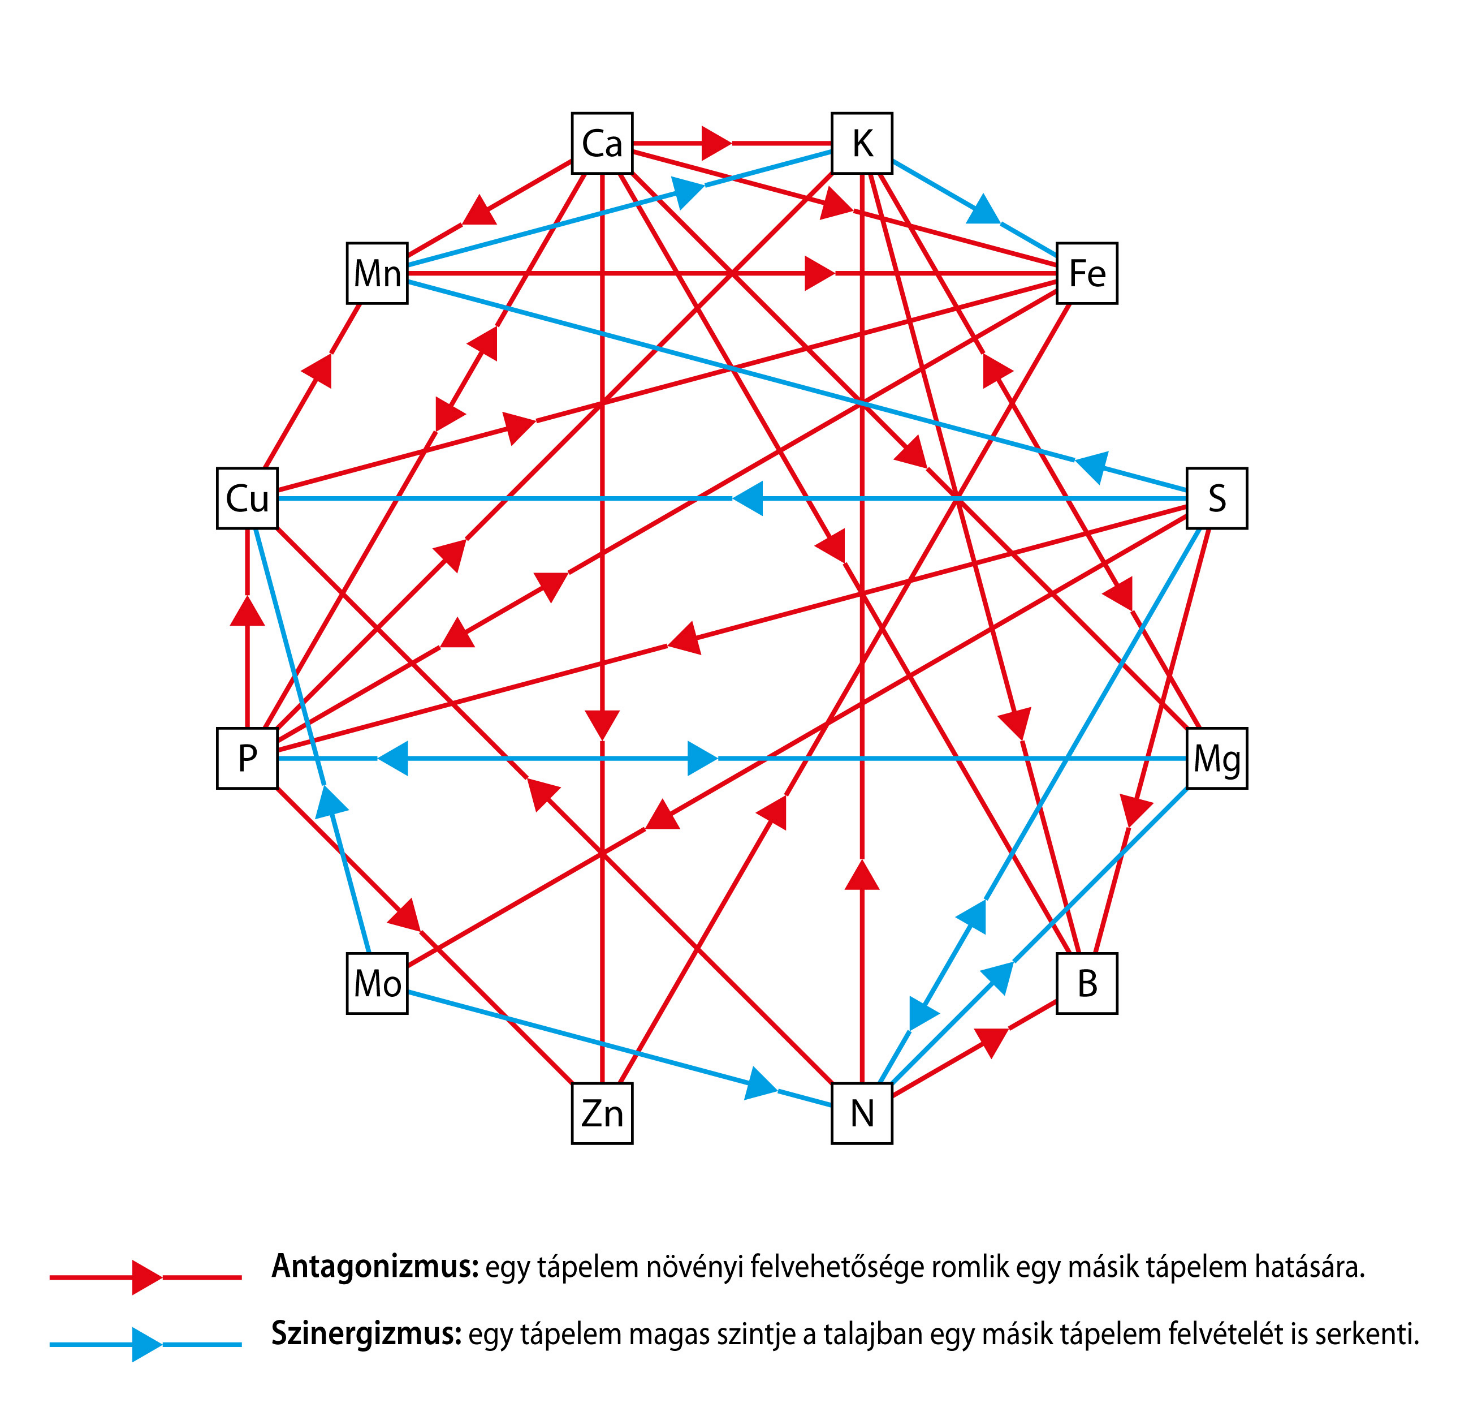 Ca K
Mn Fe
Cu S
P Mg
Mo B
Zn N
Antagonizmus: egy tápelem növényi felvehetősége romlik egy másik tápelem hatására.
Szinergizmus: egy tápelem magas szintje a talajban egy másik tápelem felvételét is serkenti.